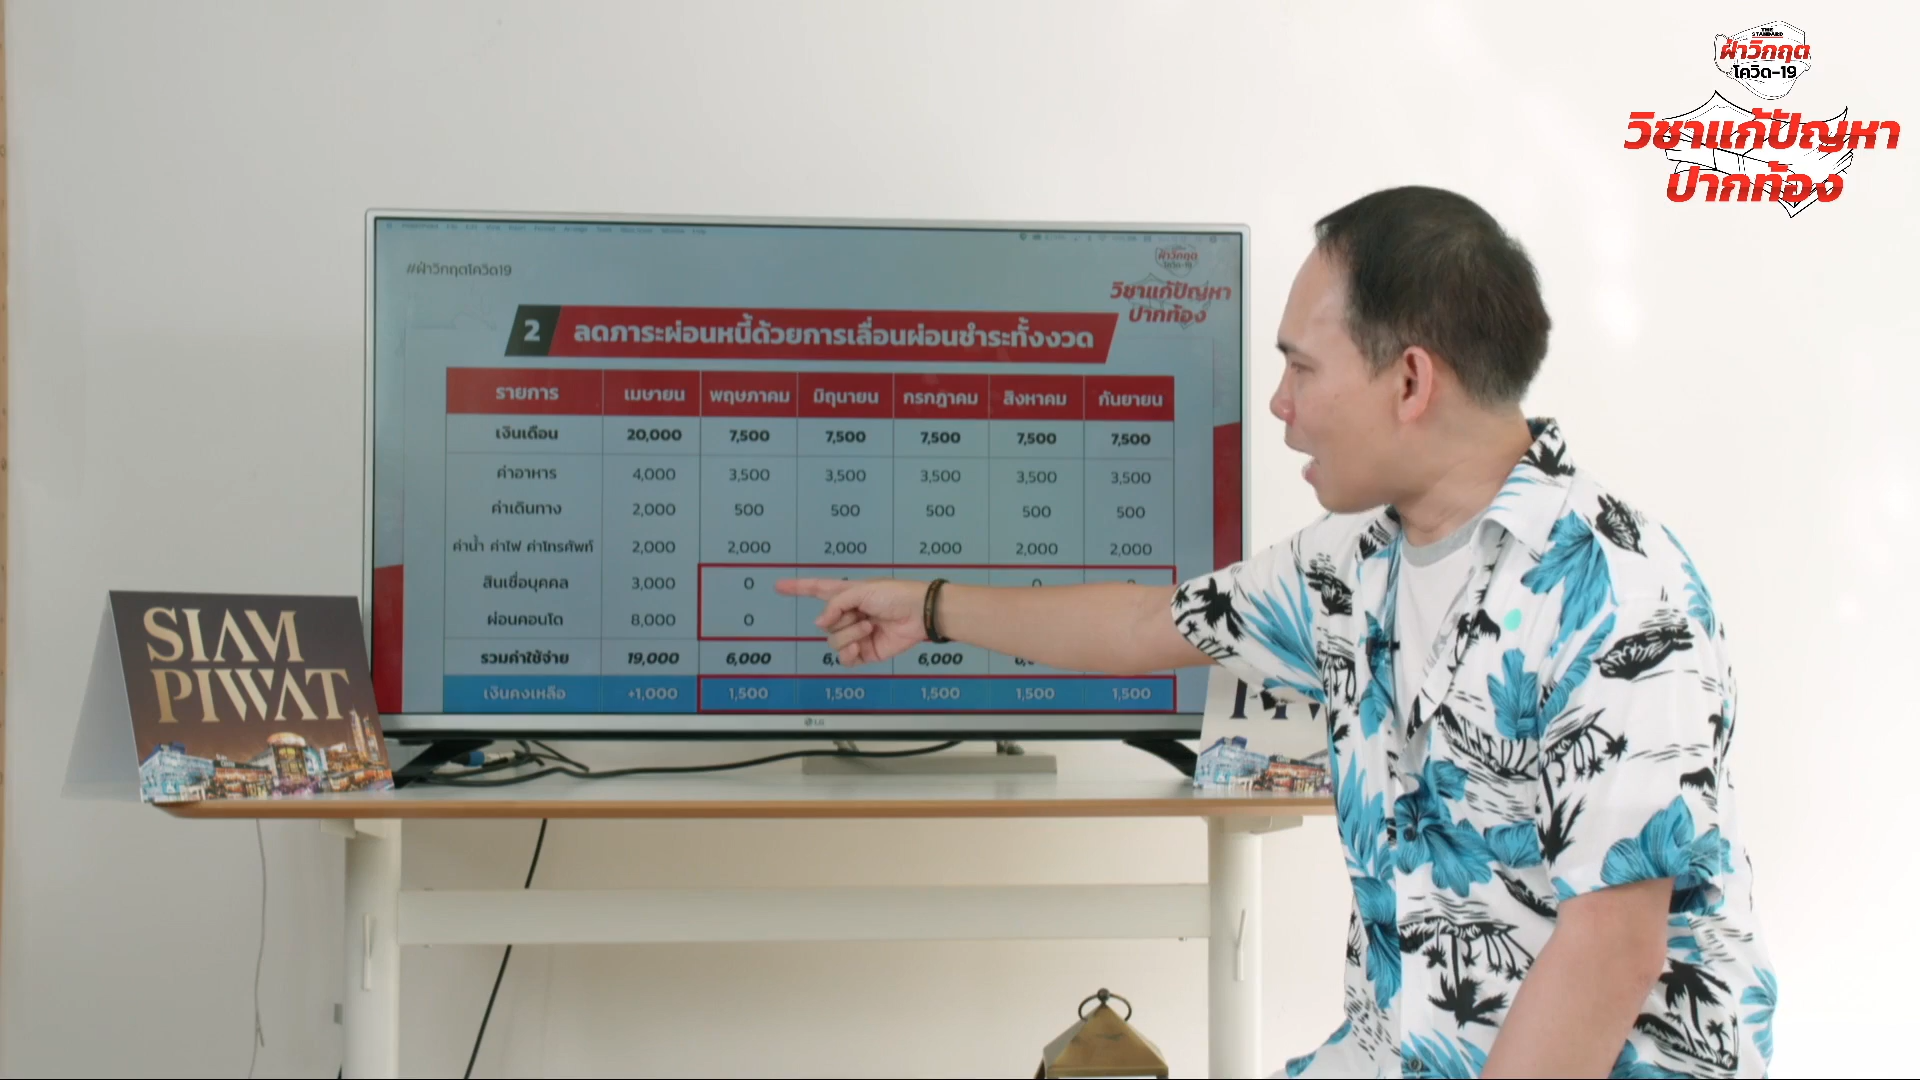 THE STANDARD
ฝ่าวิกฤต
โควิด-19
วิชาแก้ปัญหา
ปากท้อง
#ฝ่าวิกฤตโควิด19
ฝ่าวิกฤต
โควิด-19
วิชาแก้ปัญหา
ปากท้อง
2 ลดภาระผ่อนหนี้ด้วยการเลื่อนผ่อนชำระทั้งงวด
รายการ เมษายน พฤษภาคม มิถุนายน กรกฎาคม สิงหาคม กันยายน
เงินเดือน 20,000 7,500 7,500 7,500 7,500 7,500
ค่าอาหาร 4,000 3,500 3,500 3,500 3,500 3,500
ค่าเดินทาง 2,000 500 500 500 500 500
ค่าน้ำ ค่าไฟ ค่าโทรศัพท์ 2,000 2,000 2,000 2,000 2,000 2,000
สินเชื่อบุคคล 3,000 0
ผ่อนคอนโด 8,000 0
รวมค่าใช้จ่าย 19,000 6,000 6,000
เงินคงเหลือ +1,000 1,500 1,500 1,500 1,500 1,500
LG
SIAM
PIWAT